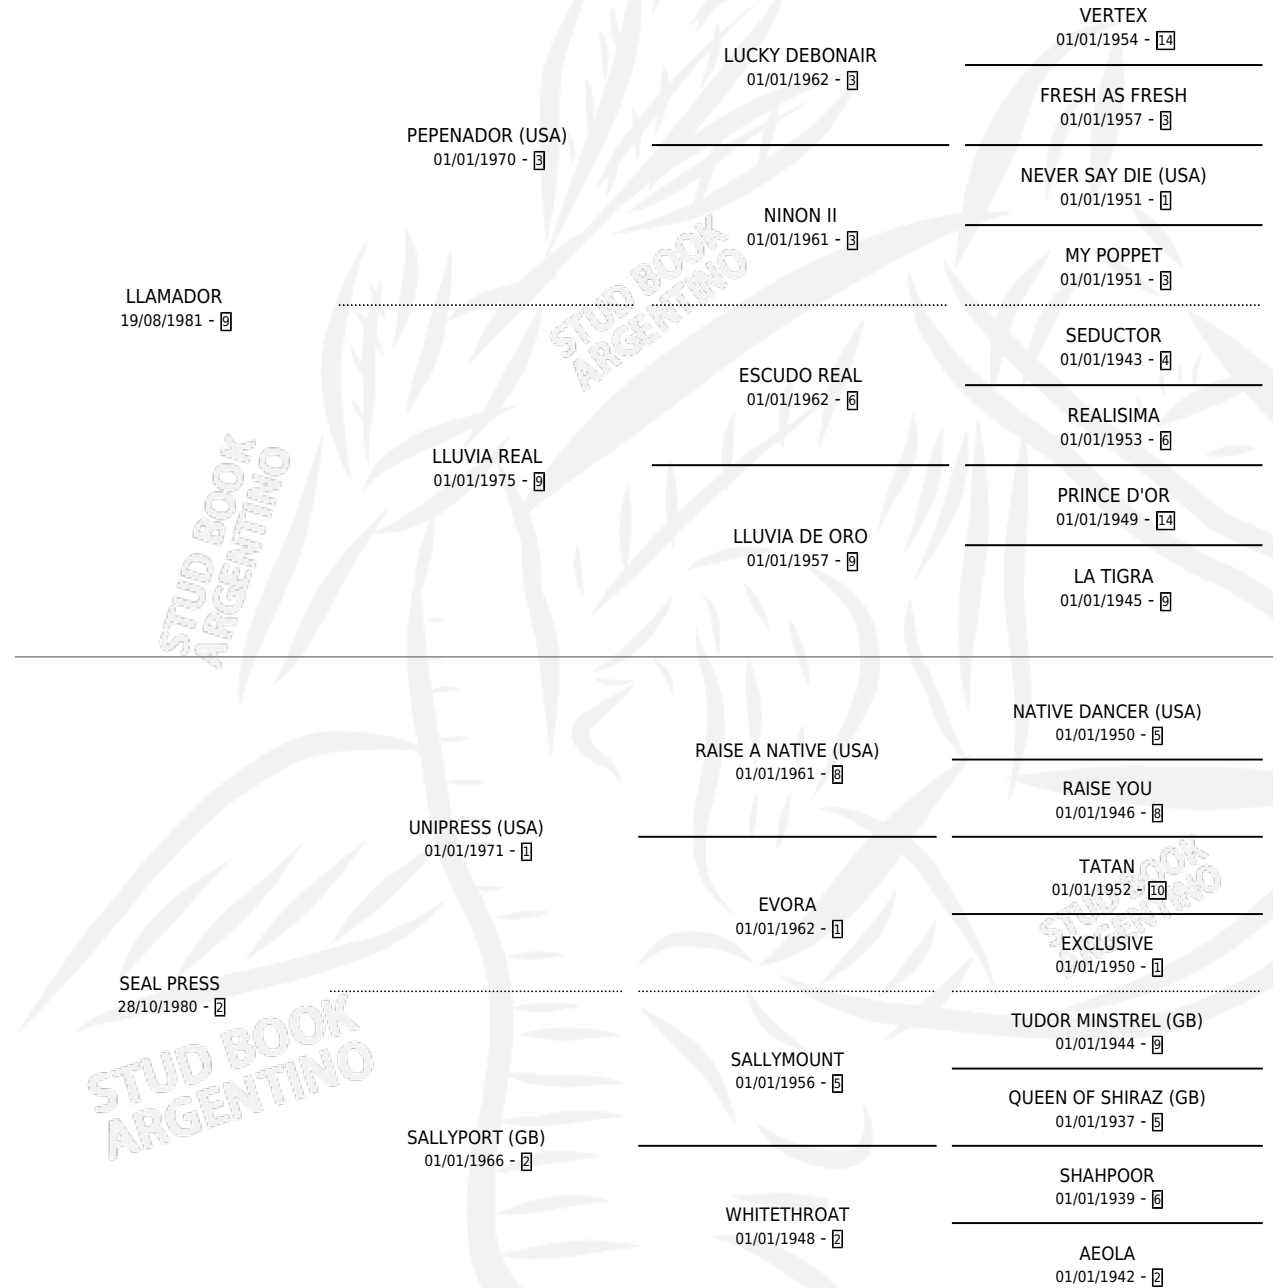 VERTEX
01/01/1954 - 14
LUCKY DEBONAIR
01/01/1962 - 3
FRESH AS FRESH
01/01/1957 - 3
PEPENADOR (USA)
01/01/1970 - 3
NEVER SAY DIE (USA)
01/01/1951 - 1
NINON II
01/01/1961 - 3
MY POPPET
01/01/1951 - 3
LLAMADOR
19/08/1981 - 9
STUD BOOK
ARGENTINO
SEDUCTOR
01/01/1943 - 4
ESCUDO REAL
01/01/1962 - 6
REALISIMA
01/01/1953 - 6
LLUVIA REAL
01/01/1975 - 9
PRINCE D'OR
01/01/1949 - 14
LLUVIA DE ORO
01/01/1957 - 9
LA TIGRA
01/01/1945 - 9
STUD BOOK
ARGENTINO
NATIVE DANCER (USA)
01/01/1950 - 5
RAISE A NATIVE (USA)
01/01/1961 - 8
RAISE YOU
01/01/1946 - 8
UNIPRESS (USA)
01/01/1971 - 1
TATAN
01/01/1952 - 10
EVORA
01/01/1962 - 1
EXCLUSIVE
01/01/1950 - 1
STUD BOOK
ARGENTINO
SEAL PRESS
28/10/1980 - 2
TUDOR MINSTREL (GB)
01/01/1944 - 9
SALLYMOUNT
01/01/1956 - 5
QUEEN OF SHIRAZ (GB)
01/01/1937 - 5
STUD BOOK
ARGENTINO
SALLYPORT (GB)
01/01/1966 - 2
SHAHPOOR
01/01/1939 - 6
WHITETHROAT
01/01/1948 - 2
AEOLA
01/01/1942 - 2